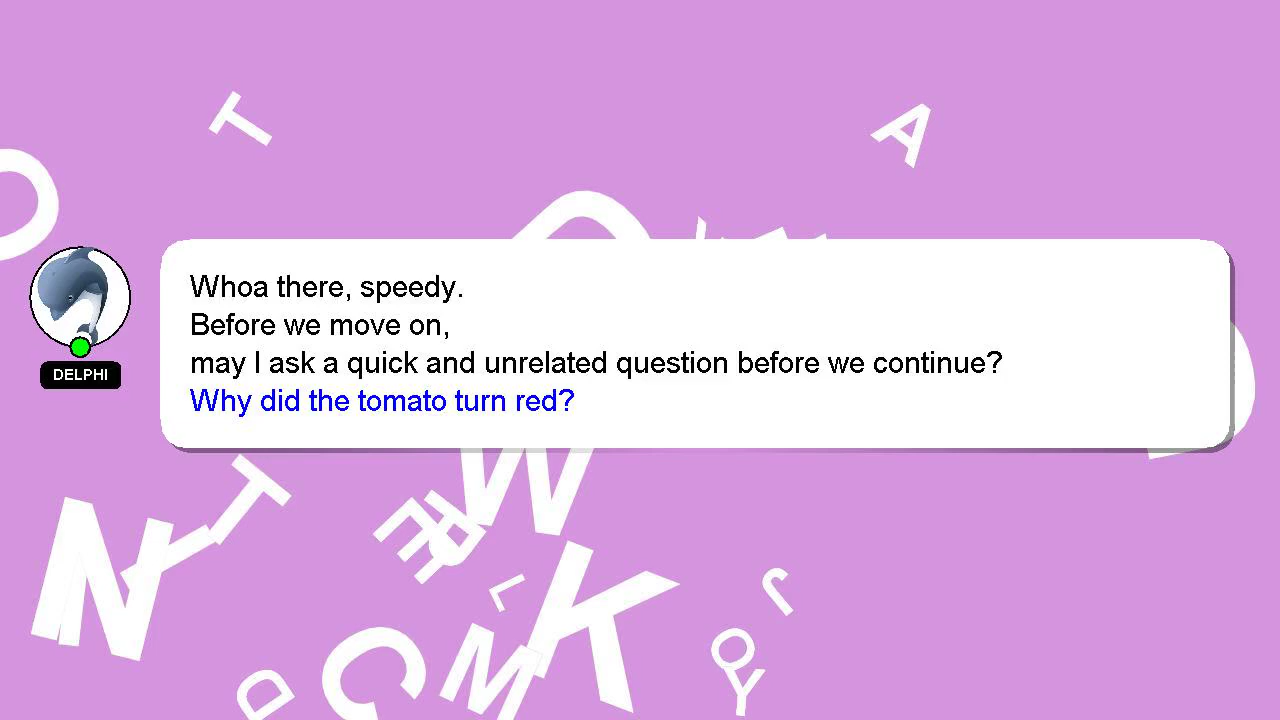 Whoa there, speedy.
Before we move on,
may I ask a quick and unrelated question before we continue?
Why did the tomato turn red?
DELPHI
T
A
O
W
N
T
E
R
L
K
J
C
M
O
Y
D